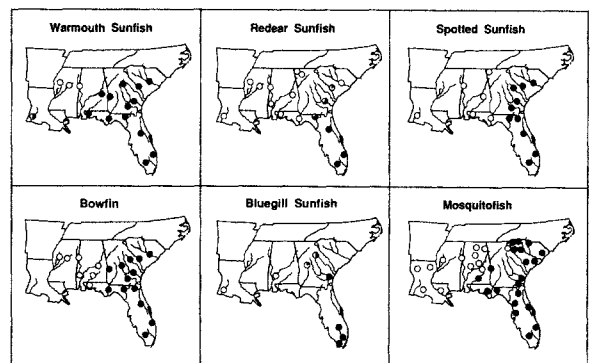 Warmouth Sunfish
Redear Sunfish
Spotted Sunfish
Bowfin
Bluegill Sunfish
Mosquitofish